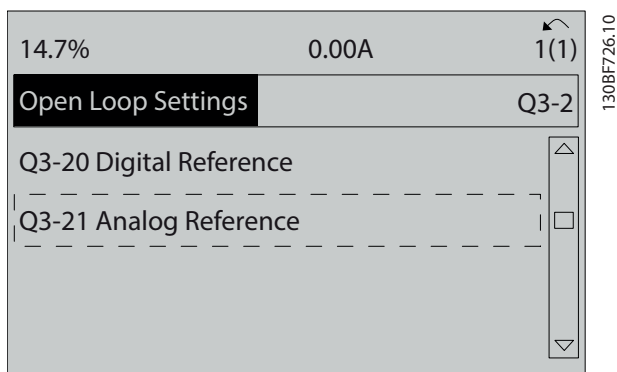 14.7% 0.00A 1(1)
Open Loop Settings Q3-2
Q3-20 Digital Reference
Q3-21 Analog Reference
130BF726.10